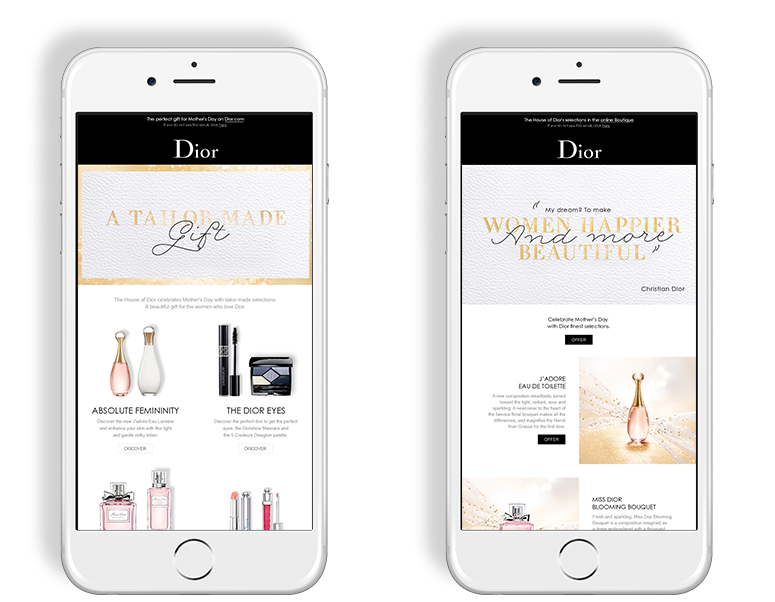 The perfect gift for Mother's Day on Dior.com
If you do not see this email, click here.
Dior
A TAILOR MADE
Gift
The House of Dior celebrates Mother's Day with tailor made selections.
A beautiful gift for the women who love Dior.
ABSOLUTE FEMININITY
Discover the new J'adore Eau Lumière
and enhance your skin with this light
and gentle milky lotion.
DISCOVER
THE DIOR EYES
Discover the perfect duo to get the perfect
eyes, the Diorshow Mascara and
the 5 Couleurs Designer palette.
DISCOVER
Miss Dior
The House of Dior's selections in the online Boutique
If you do not see this email, click here.
Dior
“ My dream? To make
WOMEN HAPPIER
And more
BEAUTIFUL ”
Christian Dior
Celebrate Mother's Day
with Dior finest selections.
OFFER
J'ADORE
EAU DE TOILETTE
A new composition steadfastly turned
toward the light, radiant, sour and
sparkling. A newcomer to the heart of
the famous floral bouquet makes all the
differences, and magnifies the freind
from Grasse for the first time.
OFFER
MISS DIOR
BLOOMING BOUQUET
Fresh and sparkling, Miss Dior Blooming
Bouquet is a composition imagined as
a dress embroidered with a thousand